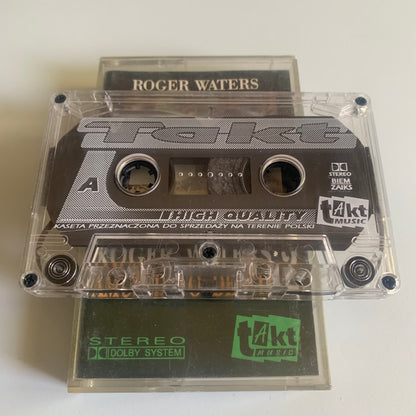 ROGER WATERS
Takt
A
STEREO
BIEM
ZAIKS
HIGH QUALITY
tAkt
MUSIC
KASETA PRZEZNACZONA DO SPRZEDAŻY NA TERENIE POLSKI
ROGER
STEREO
DOLBY SYSTEM
tAkt
MUSIC